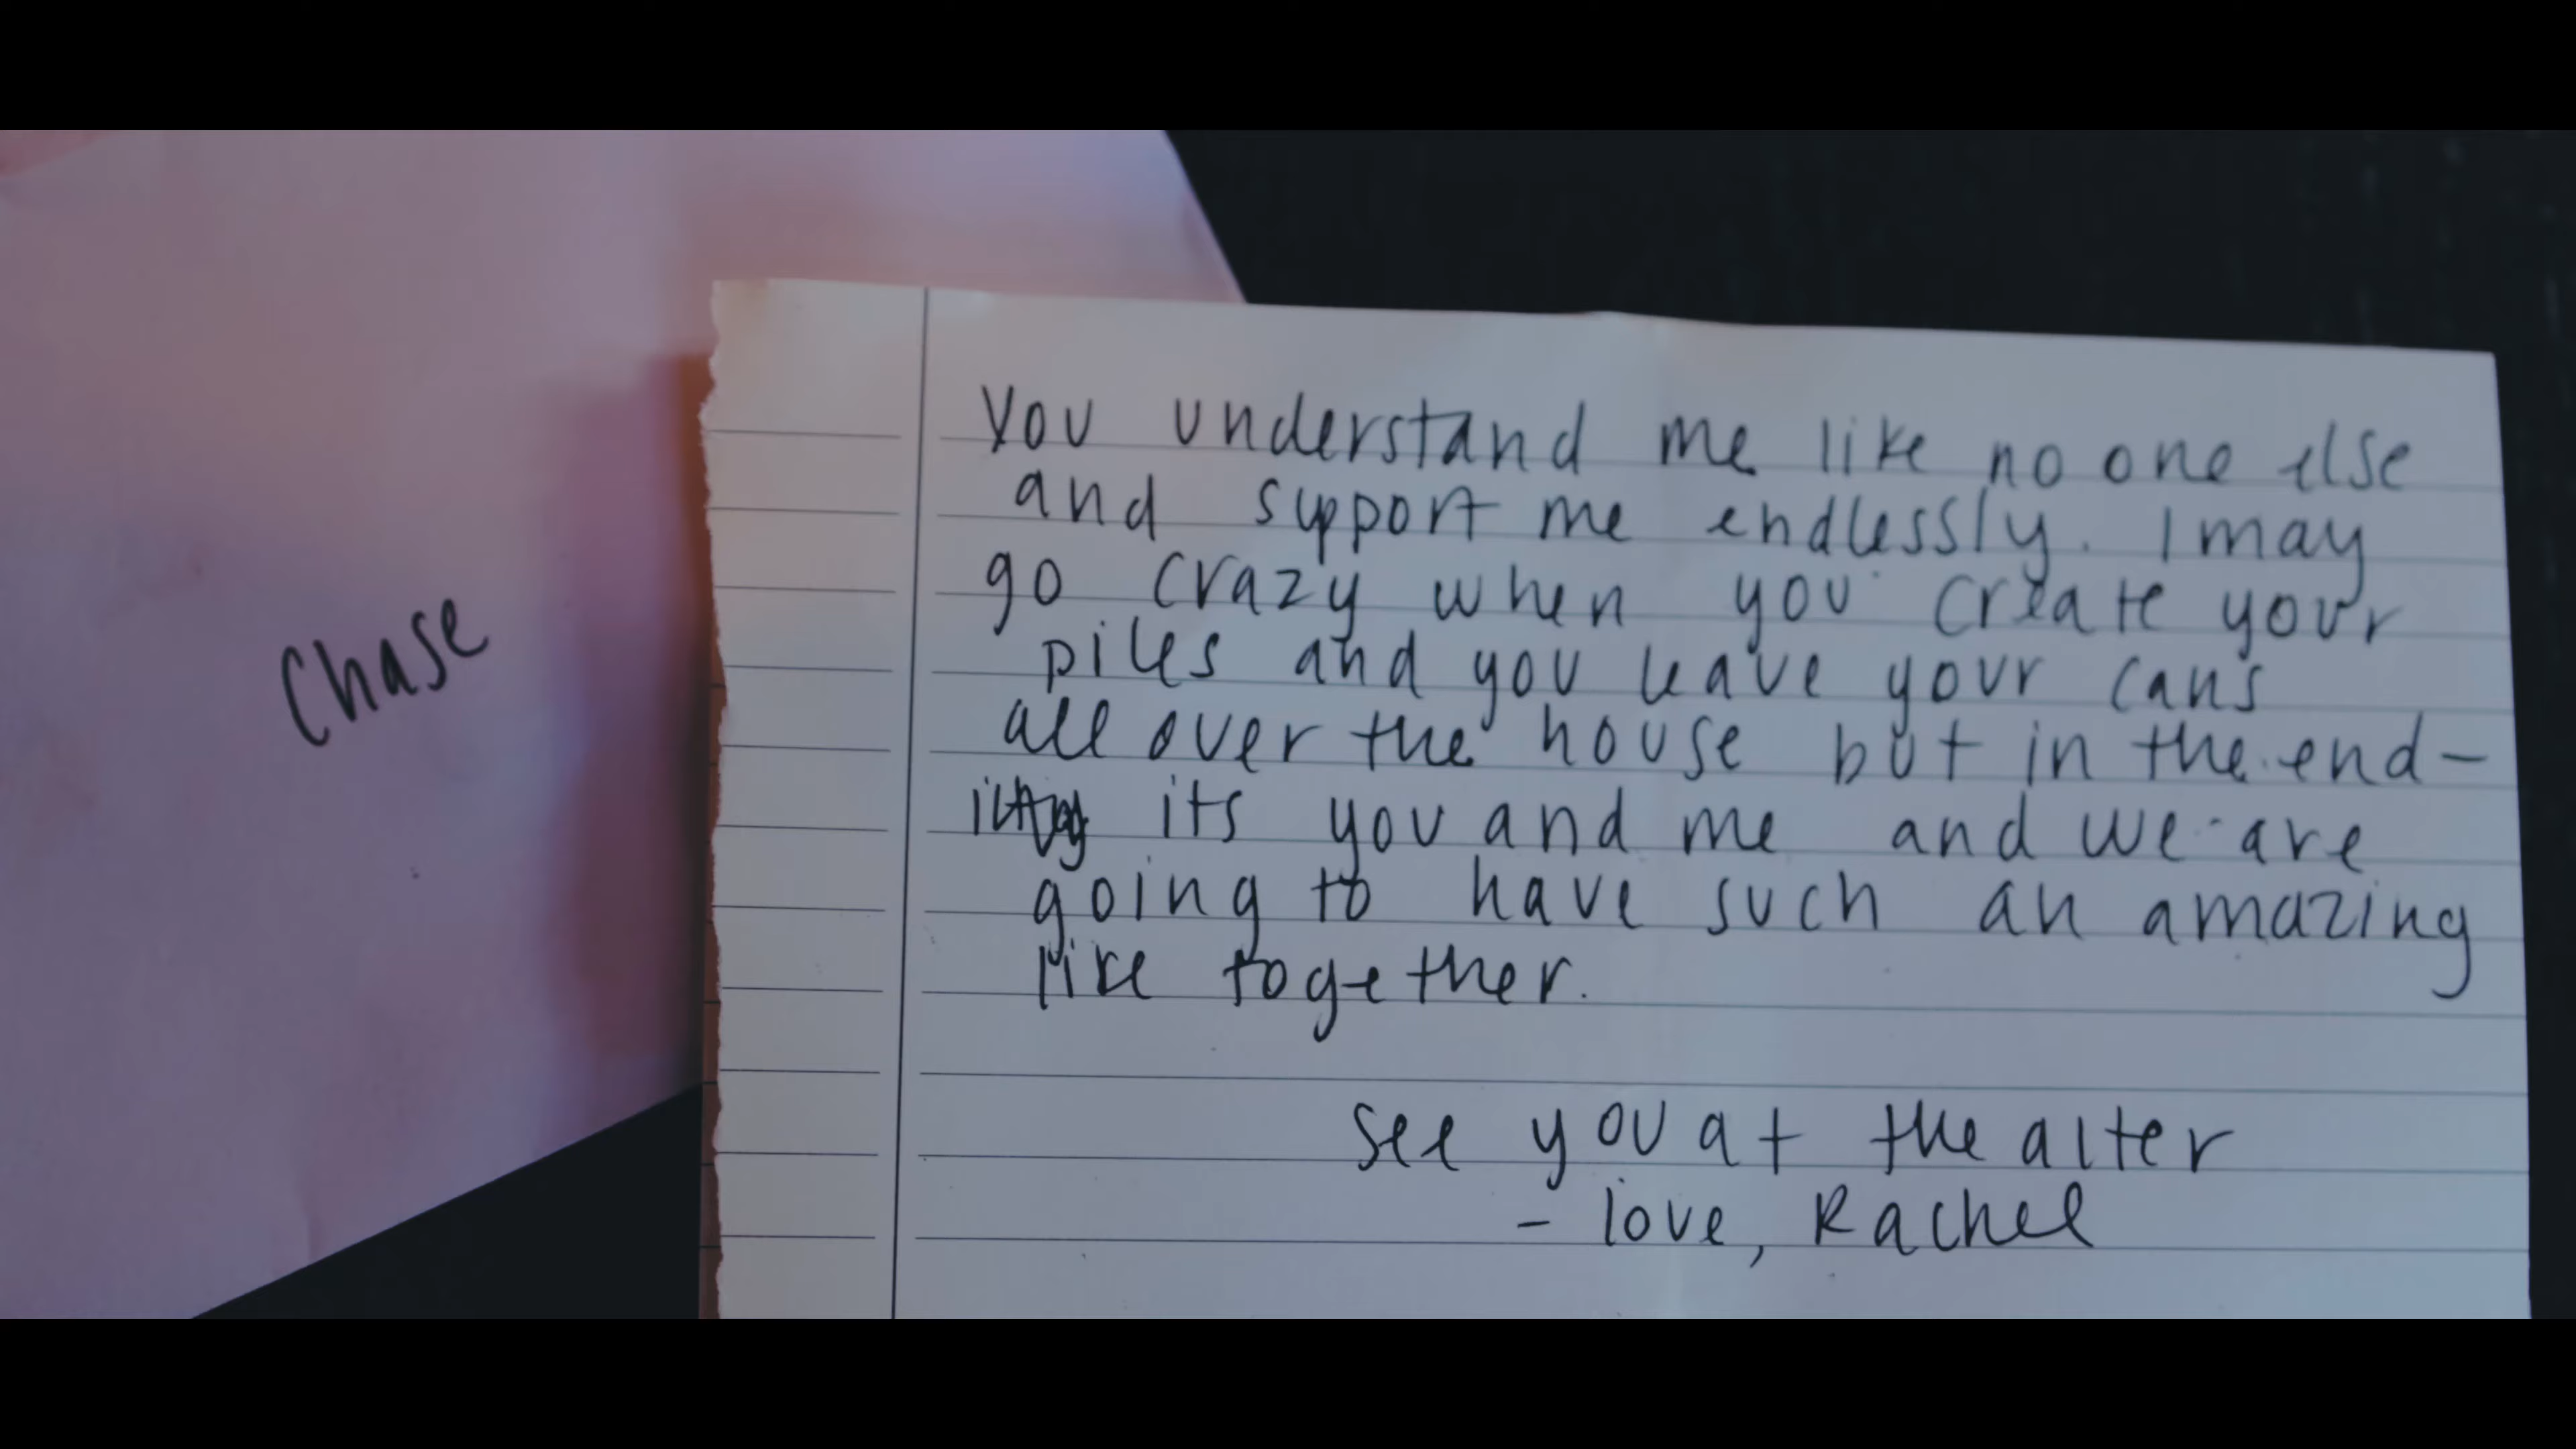 Chase
You understand me like no one else
and support me endlessly. I may
go crazy when you create your
piles and you leave your cans
all over the house but in the end -
its you and me and we are
going to have such an amazing
like together.
see you at the alter
- love, Rachel